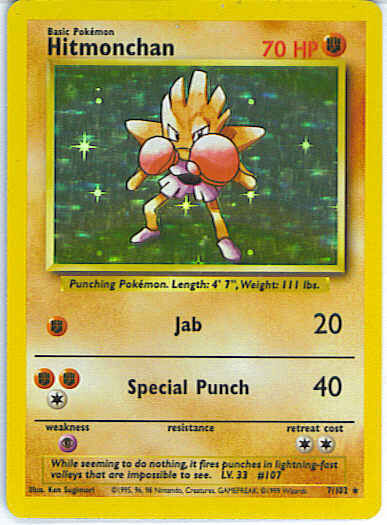 Basic Pokémon
Hitmonchan 70 HP
Punching Pokémon. Length: 4' 7", Weight: 111 lbs.
Jab 20
Special Punch 40
weakness resistance retreat cost
While seeming to do nothing, it fires punches in lightning-fast
volleys that are impossible to see. LV. 33 #107
Illus. Ken Sugimori ©1995, 96, 98 Nintendo, Creatures, GAMEFREAK. ©1999 Wizards. 7/102 ★